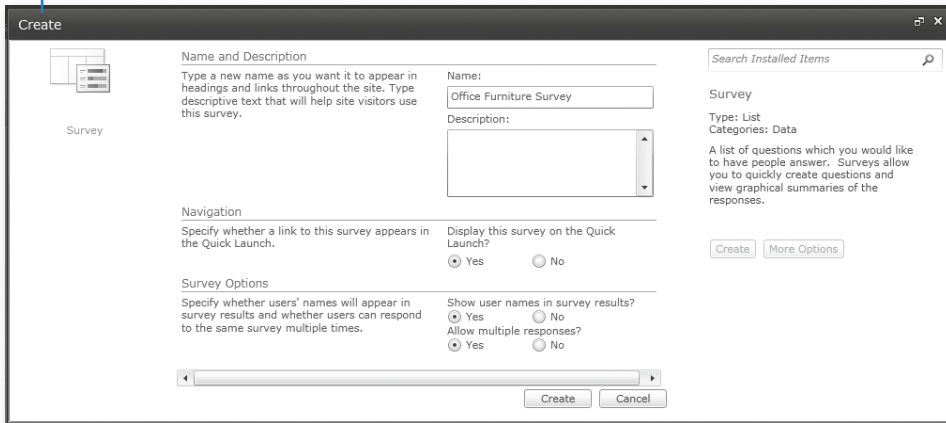 Create
Survey
Name and Description
Type a new name as you want it to appear in
headings and links throughout the site. Type
descriptive text that will help site visitors use
this survey.
Name:
Office Furniture Survey
Description:
Navigation
Specify whether a link to this survey appears in
the Quick Launch.
Display this survey on the Quick
Launch?
Yes No
Survey Options
Specify whether users' names will appear in
survey results and whether users can respond
to the same survey multiple times.
Show user names in survey results?
Yes No
Allow multiple responses?
Yes No
Create Cancel
Search Installed Items
Survey
Type: List
Categories: Data
A list of questions which you would like
to have people answer. Surveys allow
you to quickly create questions and
view graphical summaries of the
responses.
Create More Options